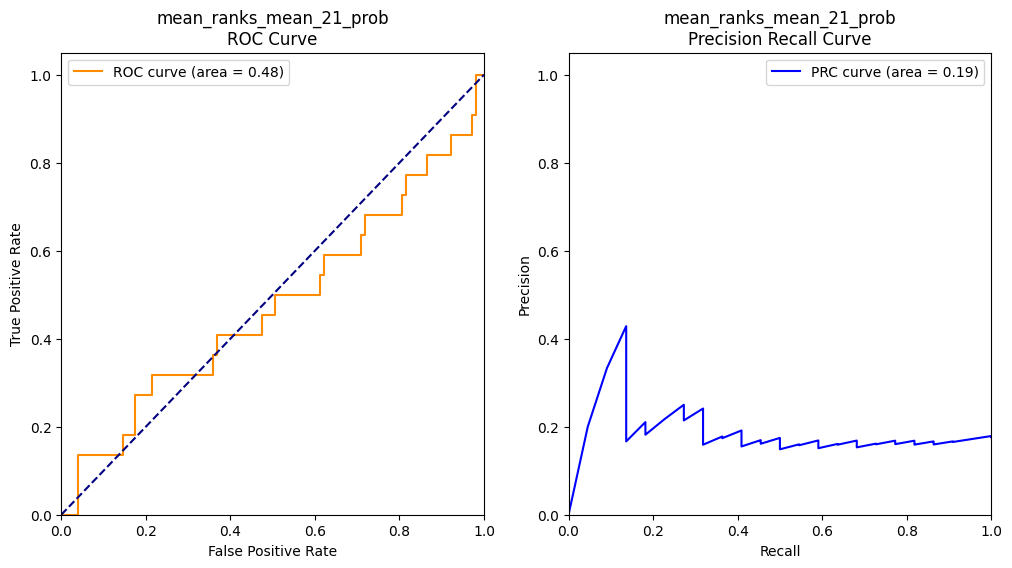 mean_ranks_mean_21_prob
ROC Curve
ROC curve (area = 0.48)
1.0
0.8
0.6
0.4
0.2
0.0
True Positive Rate
0.0 0.2 0.4 0.6 0.8 1.0
False Positive Rate
mean_ranks_mean_21_prob
Precision Recall Curve
PRC curve (area = 0.19)
1.0
0.8
0.6
0.4
0.2
0.0
Precision
0.0 0.2 0.4 0.6 0.8 1.0
Recall